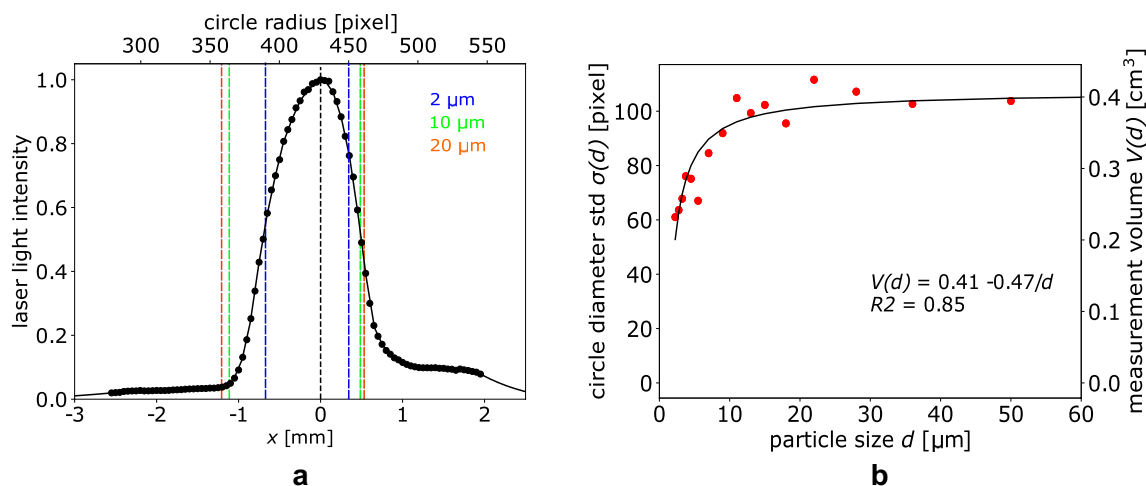 a
circle radius [pixel]
300 350 400 450 500 550
1.0
0.8
0.6
0.4
0.2
0.0
laser light intensity
2 µm
10 µm
20 µm
-3 -2 -1 0 1 2
x [mm]
a
b
circle diameter std σ(d) [pixel]
100
80
60
40
20
0
measurement volume V(d) [cm³]
0.4
0.3
0.2
0.1
0.0
V(d) = 0.41 -0.47/d
R2 = 0.85
0 10 20 30 40 50 60
particle size d [µm]
b